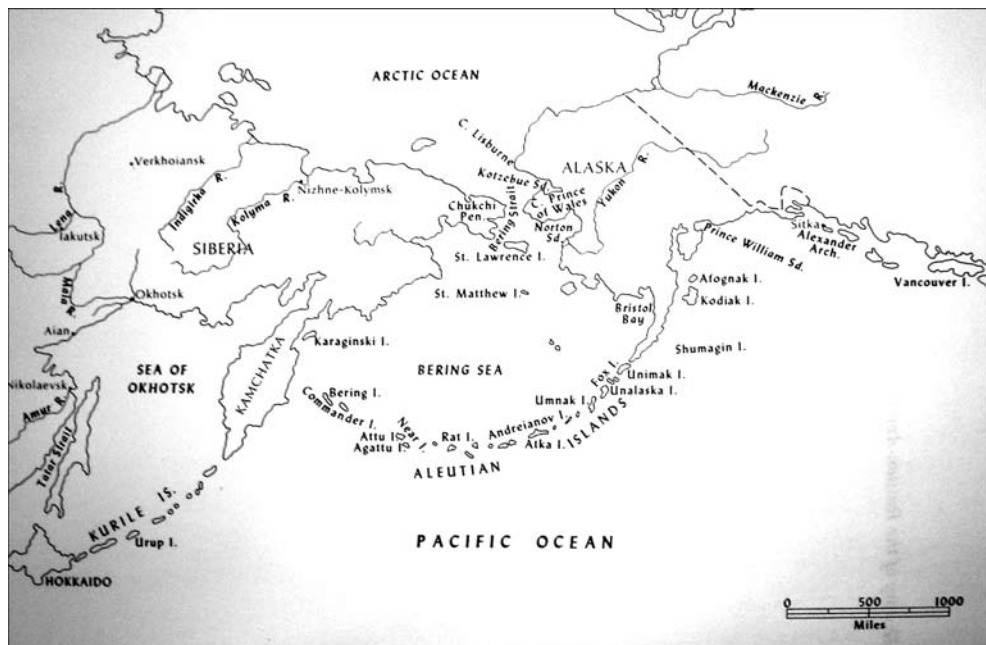 ARCTIC OCEAN
Mackenzie R.
C. Lisburne
Verkhoiansk
Kotzebue Sd.
ALASKA
Indigirka R.
Nizhne-Kolymsk
Kolyma R.
Lena R.
Iakutsk
SIBERIA
Chukchi
Pen.
Bering Strait
C. Prince
of Wales
Yukon R.
Norton
Sd.
St. Lawrence I.
Sitka
Alexander
Arch.
Prince William Sd.
Vancouver I.
Maia R.
Okhotsk
St. Matthew I.
Afognak I.
Kodiak I.
Bristol
Bay
Aian
Karaginski I.
Shumagin I.
SEA OF
OKHOTSK
KAMCHATKA
BERING SEA
Nikolaevsk
Amur R.
Tatar Strait
Bering I.
Commander I.
Fox I.
Unimak I.
Unalaska I.
Umnak I.
Near I.
Attu I.
Agattu I.
Rat I.
Andreianov I.
Atka I.
ALEUTIAN
ISLANDS
KURILE IS.
Urup I.
HOKKAIDO
PACIFIC OCEAN
0 500 1000
Miles